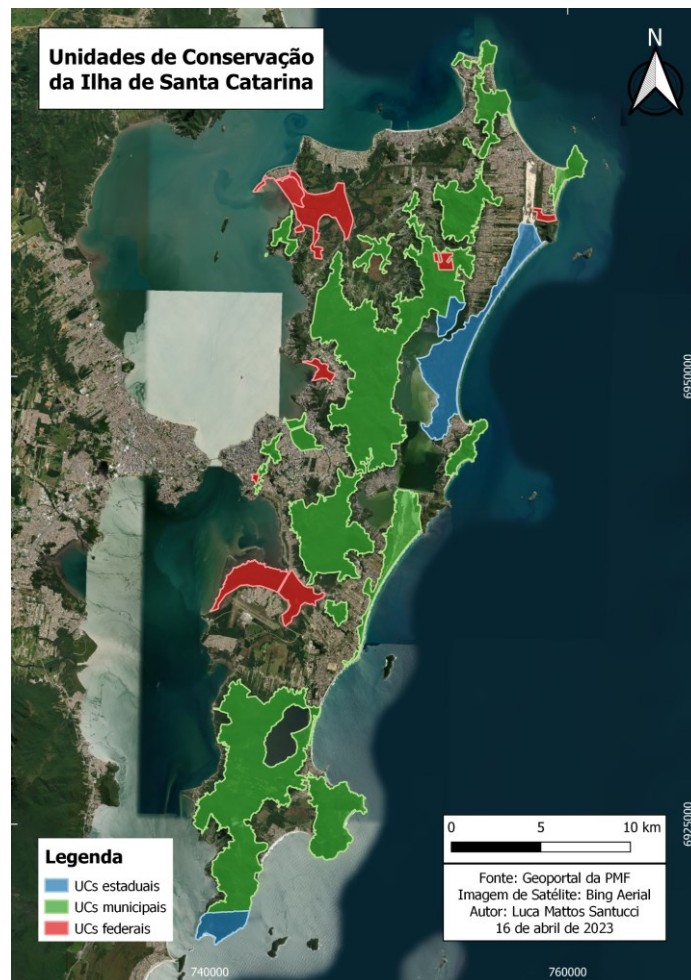 Unidades de Conservação
da Ilha de Santa Catarina
N
6950000
6925000
0 5 10 km
Legenda
UCs estaduais
UCs municipais
UCs federais
Fonte: Geoportal da PMF
Imagem de Satélite: Bing Aerial
Autor: Luca Mattos Santucci
16 de abril de 2023
740000 760000